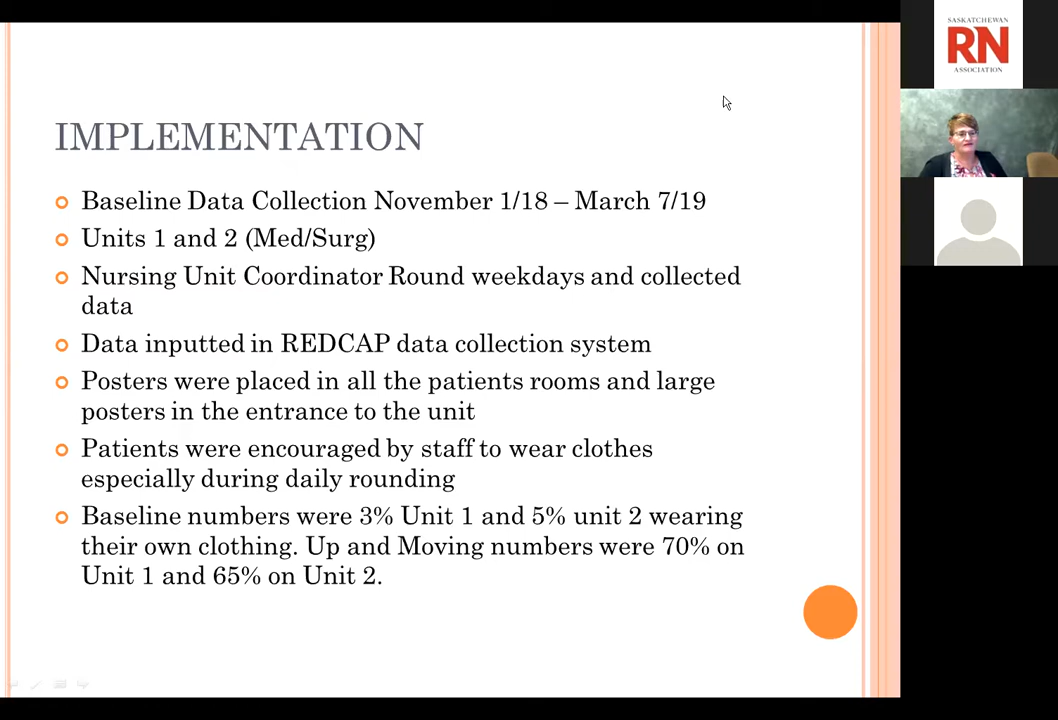 IMPLEMENTATION
Baseline Data Collection November 1/18 – March 7/19
Units 1 and 2 (Med/Surg)
Nursing Unit Coordinator Round weekdays and collected
data
Data inputted in REDCAP data collection system
Posters were placed in all the patients rooms and large
posters in the entrance to the unit
Patients were encouraged by staff to wear clothes
especially during daily rounding
Baseline numbers were 3% Unit 1 and 5% unit 2 wearing
their own clothing. Up and Moving numbers were 70% on
Unit 1 and 65% on Unit 2.
SASKATCHEWAN
RN
ASSOCIATION